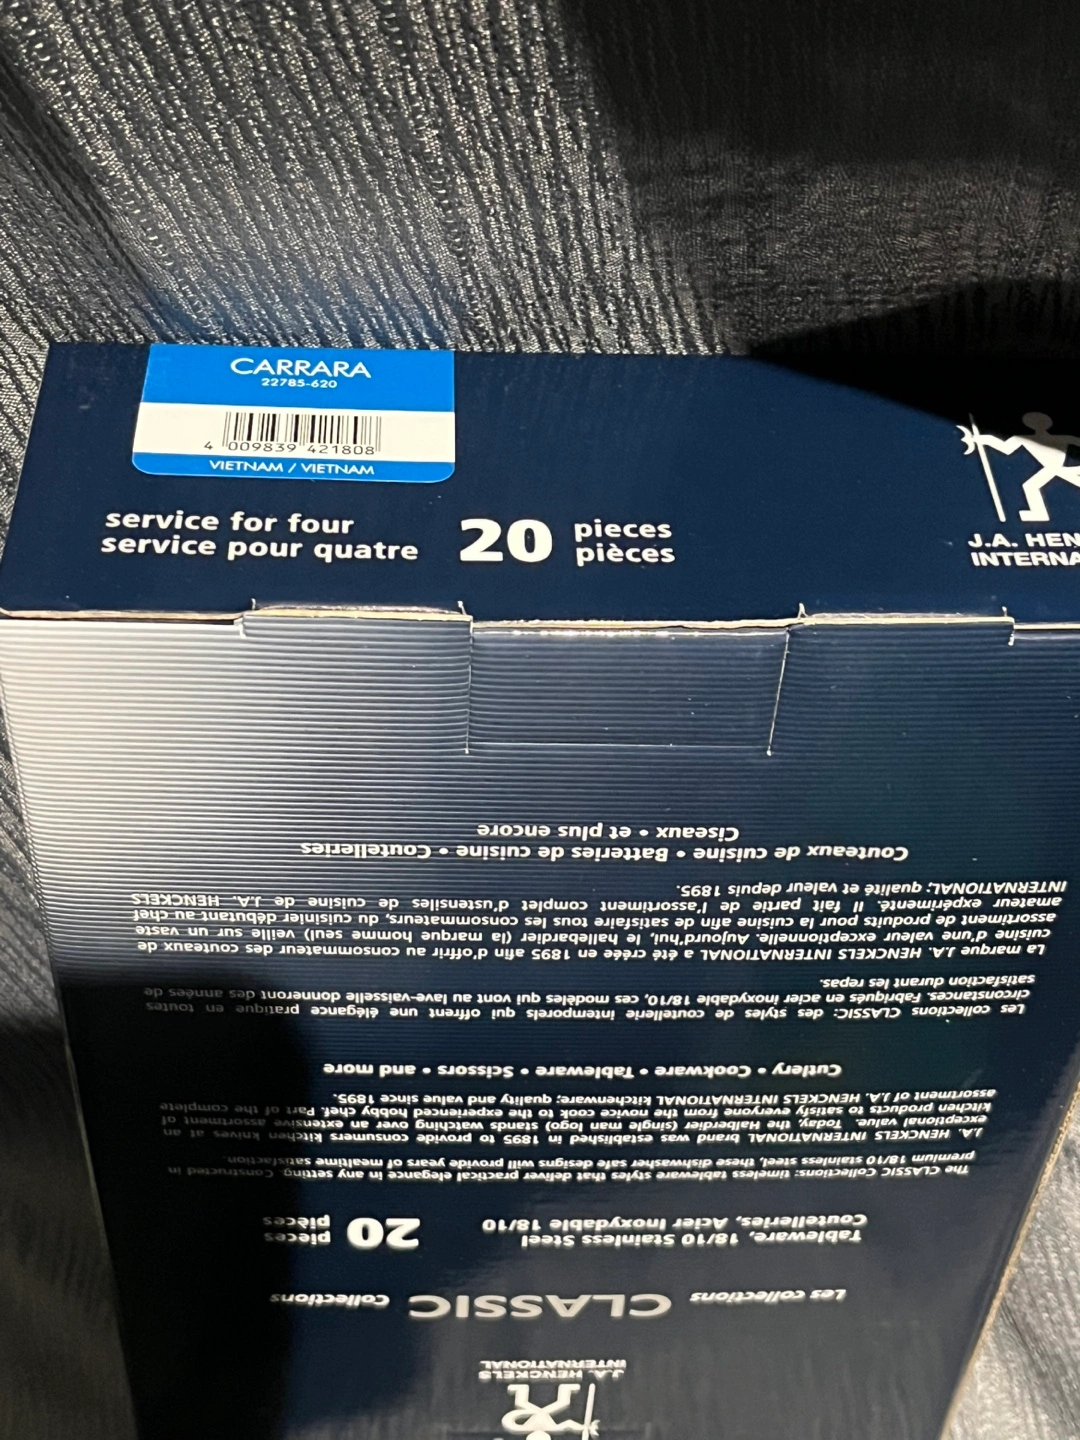 CARRARA
22785-620
4 009839 421808
VIETNAM / VIETNAM
service for four
service pour quatre
20
pieces
pièces
J.A. HEN
INTERNA
J.A. HENCKELS
INTERNATIONAL
Les collections CLASSIC Collections
Tableware, 18/10 Stainless Steel
Coutelleries, Acier Inoxydable 18/10
20
pieces
pièces
The CLASSIC Collections: timeless tableware styles that deliver practical elegance in any setting. Constructed in
premium 18/10 stainless steel, these dishwasher safe designs will provide years of mealtime satisfaction.
J.A. HENCKELS INTERNATIONAL brand was established in 1895 to provide consumers kitchen knives at an
exceptional value. Today, the Halberdier (single man logo) stands watching over an extensive assortment of
kitchen products to satisfy everyone from the novice cook to the experienced hobby chef. Part of the complete
assortment of J.A. HENCKELS INTERNATIONAL kitchenware; quality and value since 1895.
Cutlery • Cookware • Tableware • Scissors • and more
Les collections CLASSIC: des styles de coutellerie intemporels qui offrent une élégance pratique en toutes
circonstances. Fabriqués en acier inoxydable 18/10, ces modèles qui vont au lave-vaisselle donneront des années de
satisfaction durant les repas.
La marque J.A. HENCKELS INTERNATIONAL a été créée en 1895 afin d'offrir au consommateur des couteaux de
cuisine d'une valeur exceptionnelle. Aujourd'hui, le hallebardier (la marque homme seul) veille sur un vaste
assortiment de produits pour la cuisine afin de satisfaire tous les consommateurs, du cuisinier débutant au chef
amateur expérimenté. Il fait partie de l'assortiment complet d'ustensiles de cuisine de J.A. HENCKELS
INTERNATIONAL; qualité et valeur depuis 1895.
Couteaux de cuisine • Batteries de cuisine • Coutelleries •
Ciseaux • et plus encore